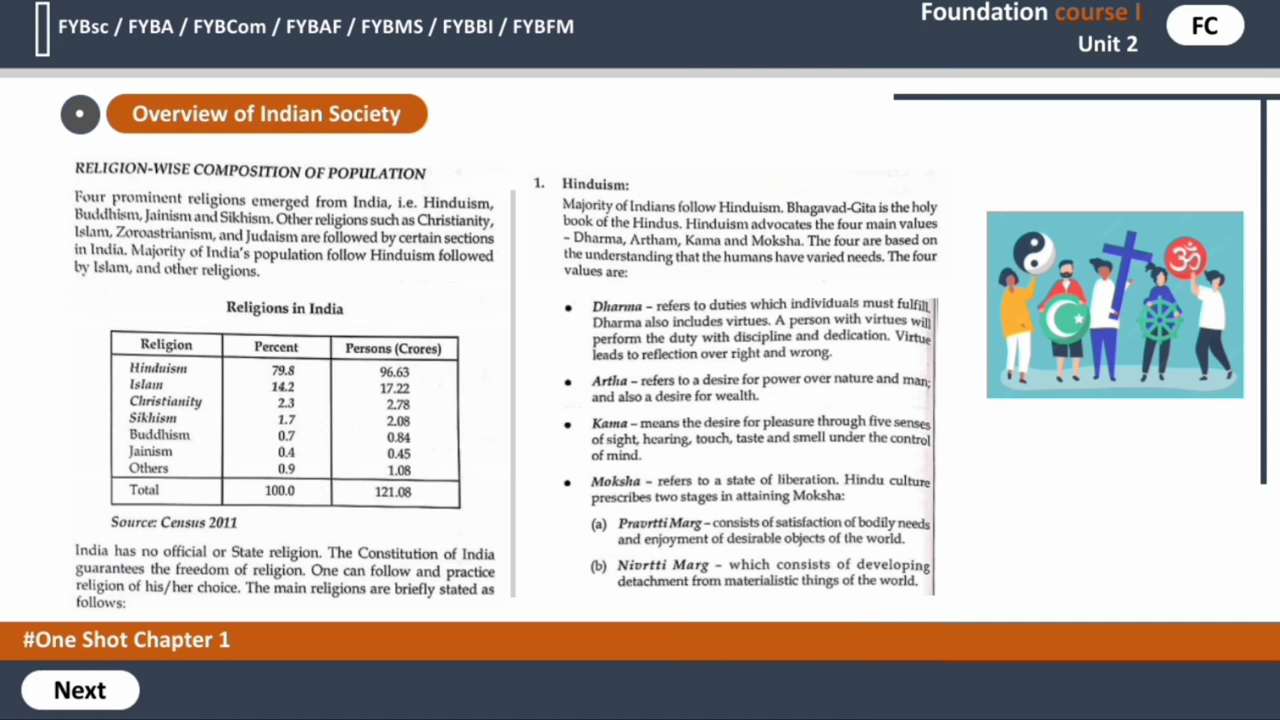 FYBsc / FYBA / FYBCom / FYBAF / FYBMS / FYBBI / FYBFM
Foundation course I
Unit 2
FC
Overview of Indian Society
RELIGION-WISE COMPOSITION OF POPULATION
Four prominent religions emerged from India, i.e. Hinduism,
Buddhism, Jainism and Sikhism. Other religions such as Christianity,
Islam, Zoroastrianism, and Judaism are followed by certain sections
in India. Majority of India's population follow Hinduism followed
by Islam, and other religions.
Religions in India
Religion Percent Persons (Crores)
Hinduism 79.8 96.63
Islam 14.2 17.22
Christianity 2.3 2.78
Sikhism 1.7 2.08
Buddhism 0.7 0.84
Jainism 0.4 0.45
Others 0.9 1.08
Total 100.0 121.08
Source: Census 2011
India has no official or State religion. The Constitution of India
guarantees the freedom of religion. One can follow and practice
religion of his/her choice. The main religions are briefly stated as
follows:
1. Hinduism:
Majority of Indians follow Hinduism. Bhagavad-Gita is the holy
book of the Hindus. Hinduism advocates the four main values
– Dharma, Artham, Kama and Moksha. The four are based on
the understanding that the humans have varied needs. The four
values are:
• Dharma – refers to duties which individuals must fulfill.
Dharma also includes virtues. A person with virtues will
perform the duty with discipline and dedication. Virtue
leads to reflection over right and wrong.
• Artha – refers to a desire for power over nature and man;
and also a desire for wealth.
• Kama – means the desire for pleasure through five senses
of sight, hearing, touch, taste and smell under the control
of mind.
• Moksha – refers to a state of liberation. Hindu culture
prescribes two stages in attaining Moksha:
(a) Pravrtti Marg – consists of satisfaction of bodily needs
and enjoyment of desirable objects of the world.
(b) Nivrtti Marg – which consists of developing
detachment from materialistic things of the world.
ॐ
#One Shot Chapter 1
Next